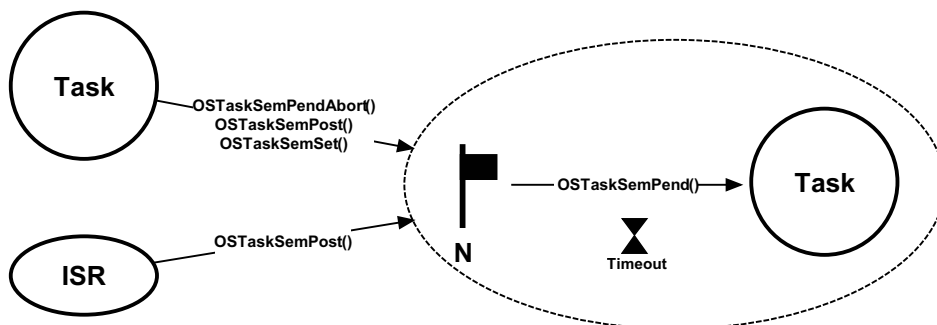 Task
OSTaskSemPendAbort()
OSTaskSemPost()
OSTaskSemSet()
OSTaskSemPost()
ISR
N
OSTaskSemPend()
Timeout
Task